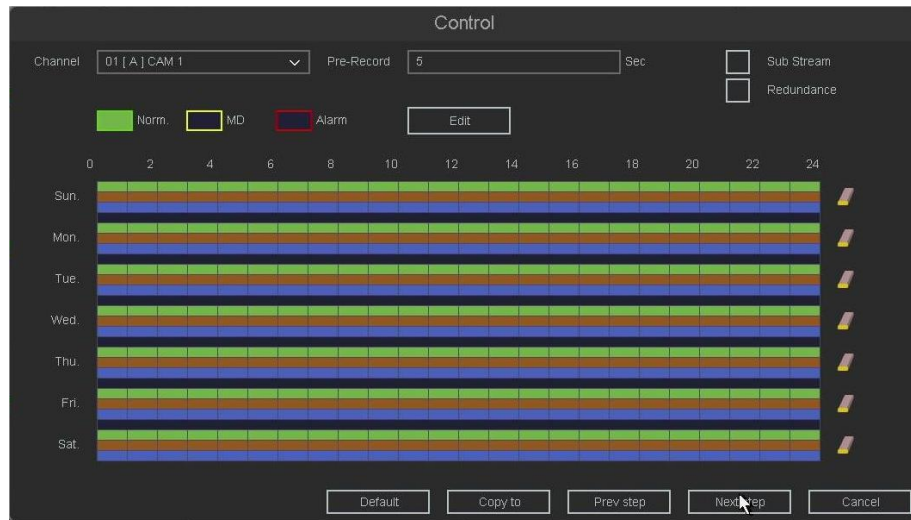 Control
Channel 01 [ A ] CAM 1 Pre-Record 5 Sec Sub Stream
Redundance
Norm. MD Alarm Edit
0 2 4 6 8 10 12 14 16 18 20 22 24
Sun.
Mon.
Tue.
Wed.
Thu.
Fri.
Sat.
Default Copy to Prev step Next step Cancel